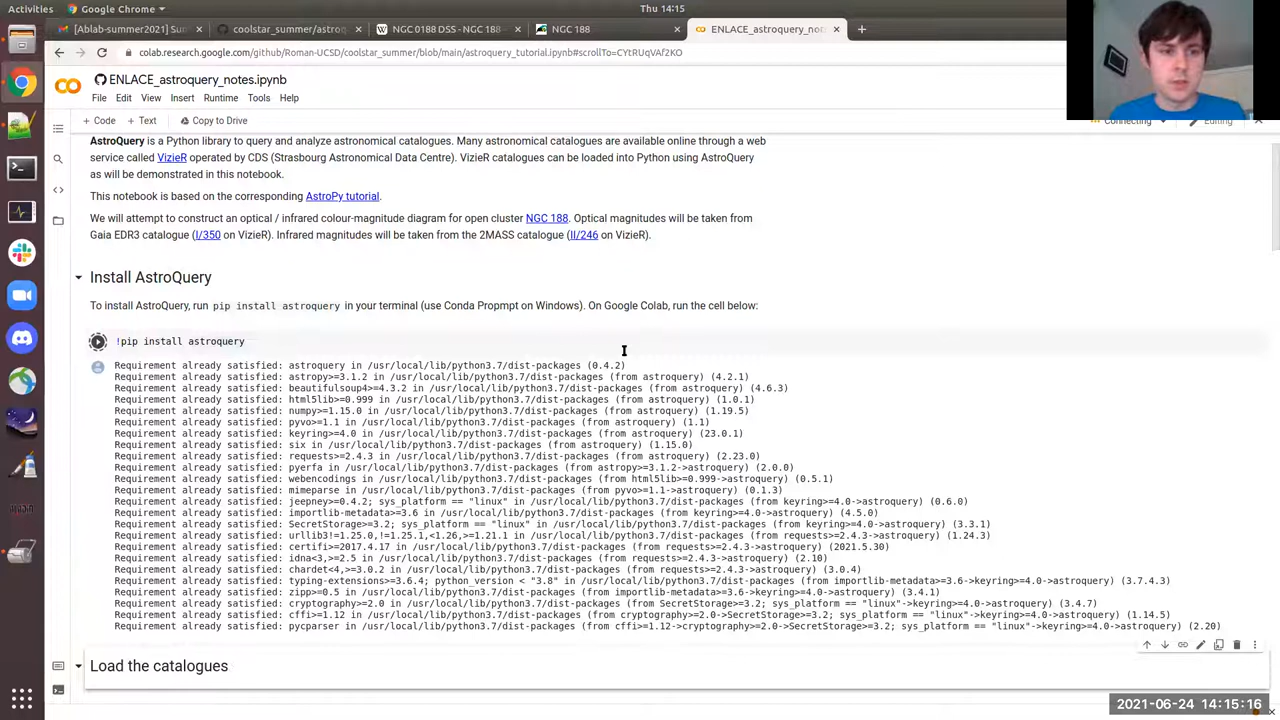 Activities
Google Chrome
Thu 14:15
[Ablab-summer2021] Sum
coolstar_summer/astroq
NGC 0188 DSS - NGC 188 -
NGC 188
ENLACE_astroquery_note
colab.research.google.com/github/Roman-UCSD/coolstar_summer/blob/main/astroquery_tutorial.ipynb#scrollTo=CYtRUqVAf2KO
ENLACE_astroquery_notes.ipynb
File Edit View Insert Runtime Tools Help
+ Code + Text Copy to Drive
Connecting
Editing
AstroQuery is a Python library to query and analyze astronomical catalogues. Many astronomical catalogues are available online through a web
service called VizieR operated by CDS (Strasbourg Astronomical Data Centre). VizieR catalogues can be loaded into Python using AstroQuery
as will be demonstrated in this notebook.
This notebook is based on the corresponding AstroPy tutorial.
We will attempt to construct an optical / infrared colour-magnitude diagram for open cluster NGC 188. Optical magnitudes will be taken from
Gaia EDR3 catalogue (I/350 on VizieR). Infrared magnitudes will be taken from the 2MASS catalogue (II/246 on VizieR).
Install AstroQuery
To install AstroQuery, run pip install astroquery in your terminal (use Conda Propmpt on Windows). On Google Colab, run the cell below:
!pip install astroquery
Requirement already satisfied: astroquery in /usr/local/lib/python3.7/dist-packages (0.4.2)
Requirement already satisfied: astropy>=3.1.2 in /usr/local/lib/python3.7/dist-packages (from astroquery) (4.2.1)
Requirement already satisfied: beautifulsoup4>=4.3.2 in /usr/local/lib/python3.7/dist-packages (from astroquery) (4.6.3)
Requirement already satisfied: html5lib>=0.999 in /usr/local/lib/python3.7/dist-packages (from astroquery) (1.0.1)
Requirement already satisfied: numpy>=1.15.0 in /usr/local/lib/python3.7/dist-packages (from astroquery) (1.19.5)
Requirement already satisfied: pyvo>=1.1 in /usr/local/lib/python3.7/dist-packages (from astroquery) (1.1)
Requirement already satisfied: keyring>=4.0 in /usr/local/lib/python3.7/dist-packages (from astroquery) (23.0.1)
Requirement already satisfied: six in /usr/local/lib/python3.7/dist-packages (from astroquery) (1.15.0)
Requirement already satisfied: requests>=2.4.3 in /usr/local/lib/python3.7/dist-packages (from astroquery) (2.23.0)
Requirement already satisfied: pyerfa in /usr/local/lib/python3.7/dist-packages (from astropy>=3.1.2->astroquery) (2.0.0)
Requirement already satisfied: webencodings in /usr/local/lib/python3.7/dist-packages (from html5lib>=0.999->astroquery) (0.5.1)
Requirement already satisfied: mimeparse in /usr/local/lib/python3.7/dist-packages (from pyvo>=1.1->astroquery) (0.1.3)
Requirement already satisfied: jeepney>=0.4.2; sys_platform == "linux" in /usr/local/lib/python3.7/dist-packages (from keyring>=4.0->astroquery) (0.6.0)
Requirement already satisfied: importlib-metadata>=3.6 in /usr/local/lib/python3.7/dist-packages (from keyring>=4.0->astroquery) (4.5.0)
Requirement already satisfied: SecretStorage>=3.2; sys_platform == "linux" in /usr/local/lib/python3.7/dist-packages (from keyring>=4.0->astroquery) (3.3.1)
Requirement already satisfied: urllib3!=1.25.0,!=1.25.1,<1.26,>=1.21.1 in /usr/local/lib/python3.7/dist-packages (from requests>=2.4.3->astroquery) (1.24.3)
Requirement already satisfied: certifi>=2017.4.17 in /usr/local/lib/python3.7/dist-packages (from requests>=2.4.3->astroquery) (2021.5.30)
Requirement already satisfied: idna<3,>=2.5 in /usr/local/lib/python3.7/dist-packages (from requests>=2.4.3->astroquery) (2.10)
Requirement already satisfied: chardet<4,>=3.0.2 in /usr/local/lib/python3.7/dist-packages (from requests>=2.4.3->astroquery) (3.0.4)
Requirement already satisfied: typing-extensions>=3.6.4; python_version < "3.8" in /usr/local/lib/python3.7/dist-packages (from importlib-metadata>=3.6->keyring>=4.0->astroquery) (3.7.4.3)
Requirement already satisfied: zipp>=0.5 in /usr/local/lib/python3.7/dist-packages (from importlib-metadata>=3.6->keyring>=4.0->astroquery) (3.4.1)
Requirement already satisfied: cryptography>=2.0 in /usr/local/lib/python3.7/dist-packages (from SecretStorage>=3.2; sys_platform == "linux"->keyring>=4.0->astroquery) (3.4.7)
Requirement already satisfied: cffi>=1.12 in /usr/local/lib/python3.7/dist-packages (from cryptography>=2.0->SecretStorage>=3.2; sys_platform == "linux"->keyring>=4.0->astroquery) (1.14.5)
Requirement already satisfied: pycparser in /usr/local/lib/python3.7/dist-packages (from cffi>=1.12->cryptography>=2.0->SecretStorage>=3.2; sys_platform == "linux"->keyring>=4.0->astroquery) (2.20)
Load the catalogues
2021-06-24 14:15:16